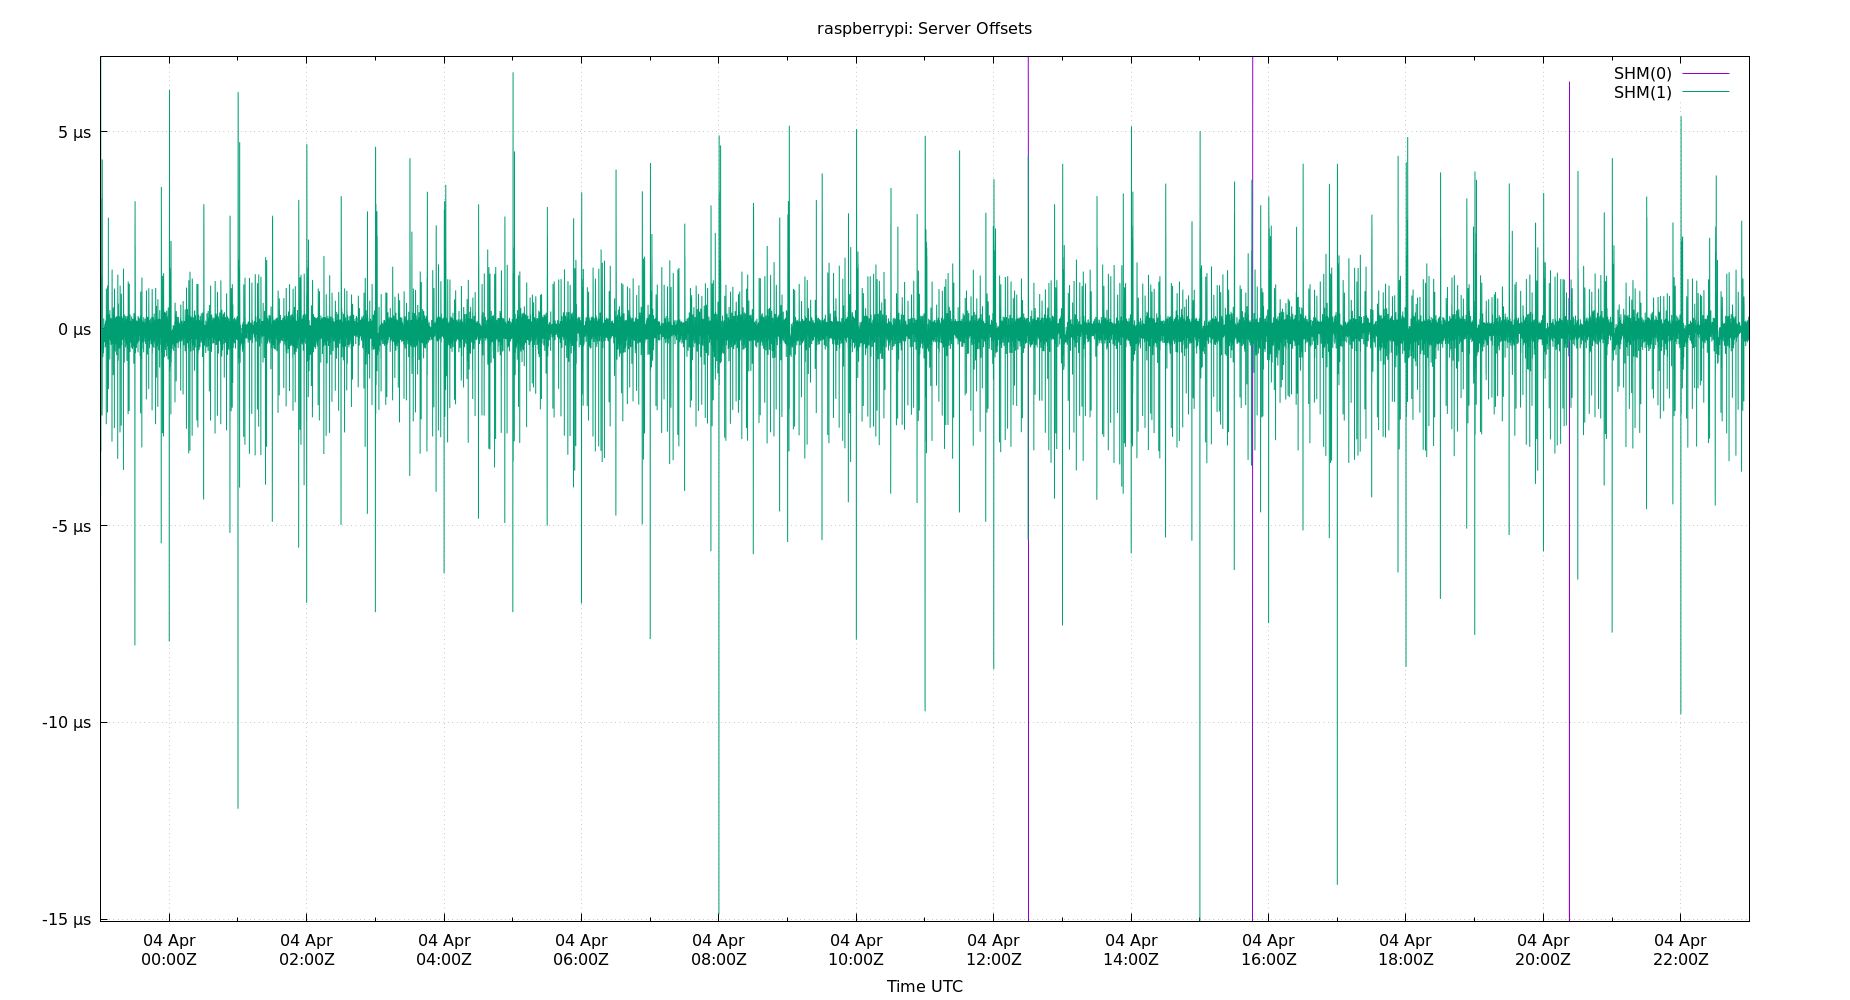 raspberrypi: Server Offsets
SHM(0)
SHM(1)
5 µs
0 µs
-5 µs
-10 µs
-15 µs
04 Apr 04 Apr 04 Apr 04 Apr 04 Apr 04 Apr 04 Apr 04 Apr 04 Apr 04 Apr 04 Apr 04 Apr
00:00Z 02:00Z 04:00Z 06:00Z 08:00Z 10:00Z 12:00Z 14:00Z 16:00Z 18:00Z 20:00Z 22:00Z
Time UTC